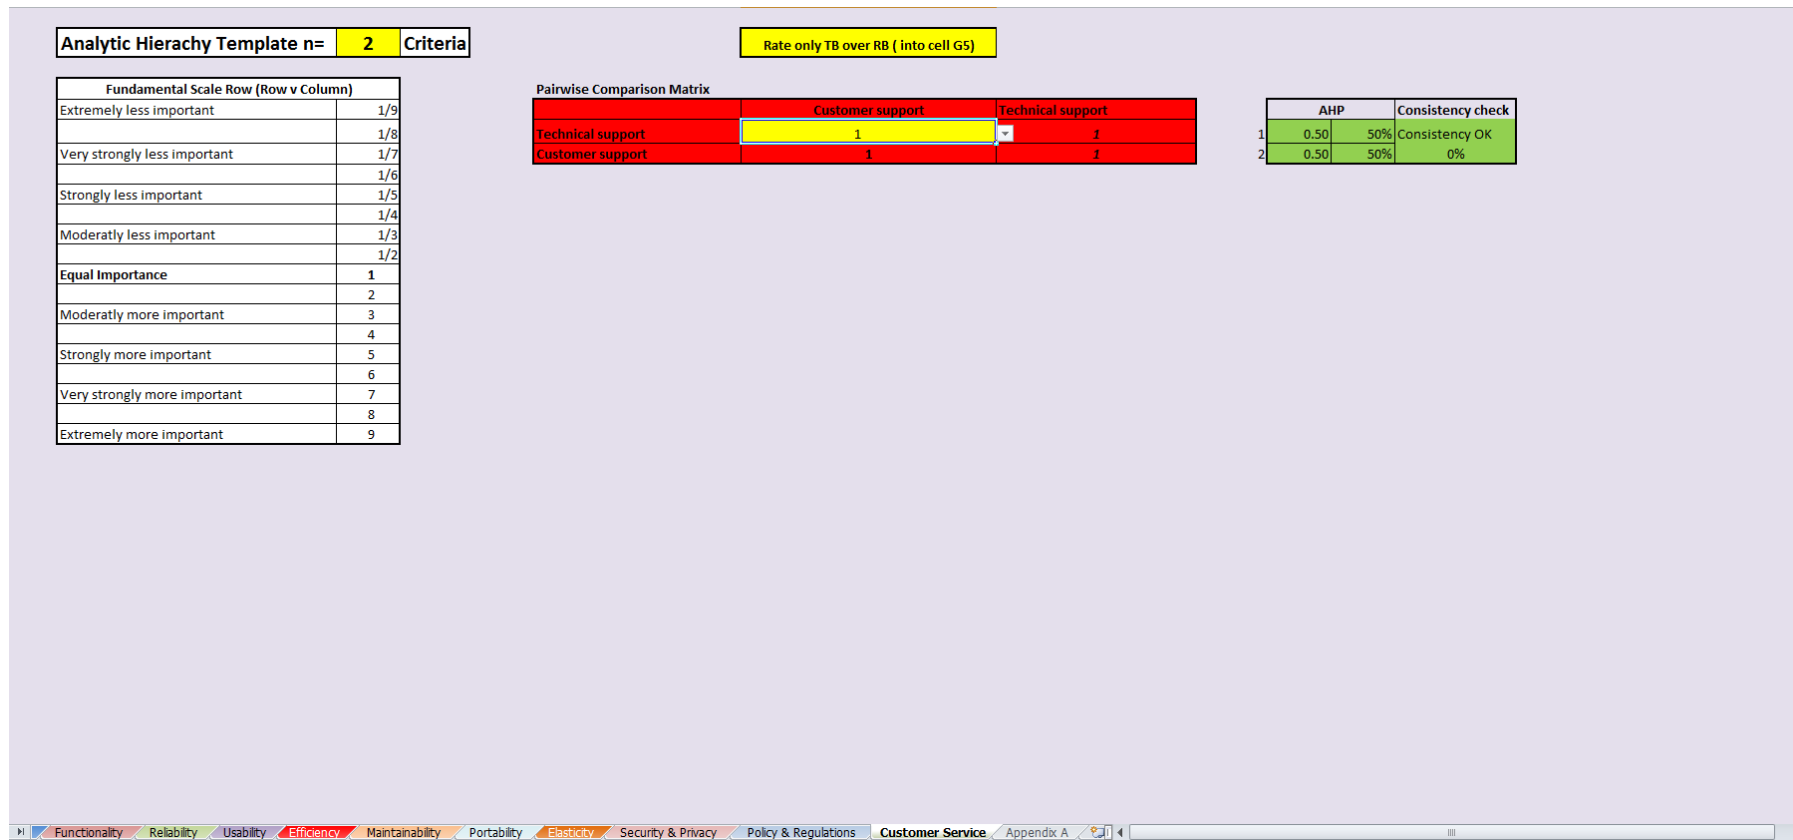 Analytic Hierachy Template n= 2 Criteria
Rate only TB over RB ( into cell G5)
Fundamental Scale Row (Row v Column)
Extremely less important 1/9
1/8
Very strongly less important 1/7
1/6
Strongly less important 1/5
1/4
Moderatly less important 1/3
1/2
Equal Importance 1
2
Moderatly more important 3
4
Strongly more important 5
6
Very strongly more important 7
8
Extremely more important 9
Pairwise Comparison Matrix
Customer support Technical support
Technical support 1 1
Customer support 1 1
AHP Consistency check
1 0.50 50% Consistency OK
2 0.50 50% 0%
Functionality Reliability Usability Efficiency Maintainability Portability Elasticity Security & Privacy Policy & Regulations Customer Service Appendix A